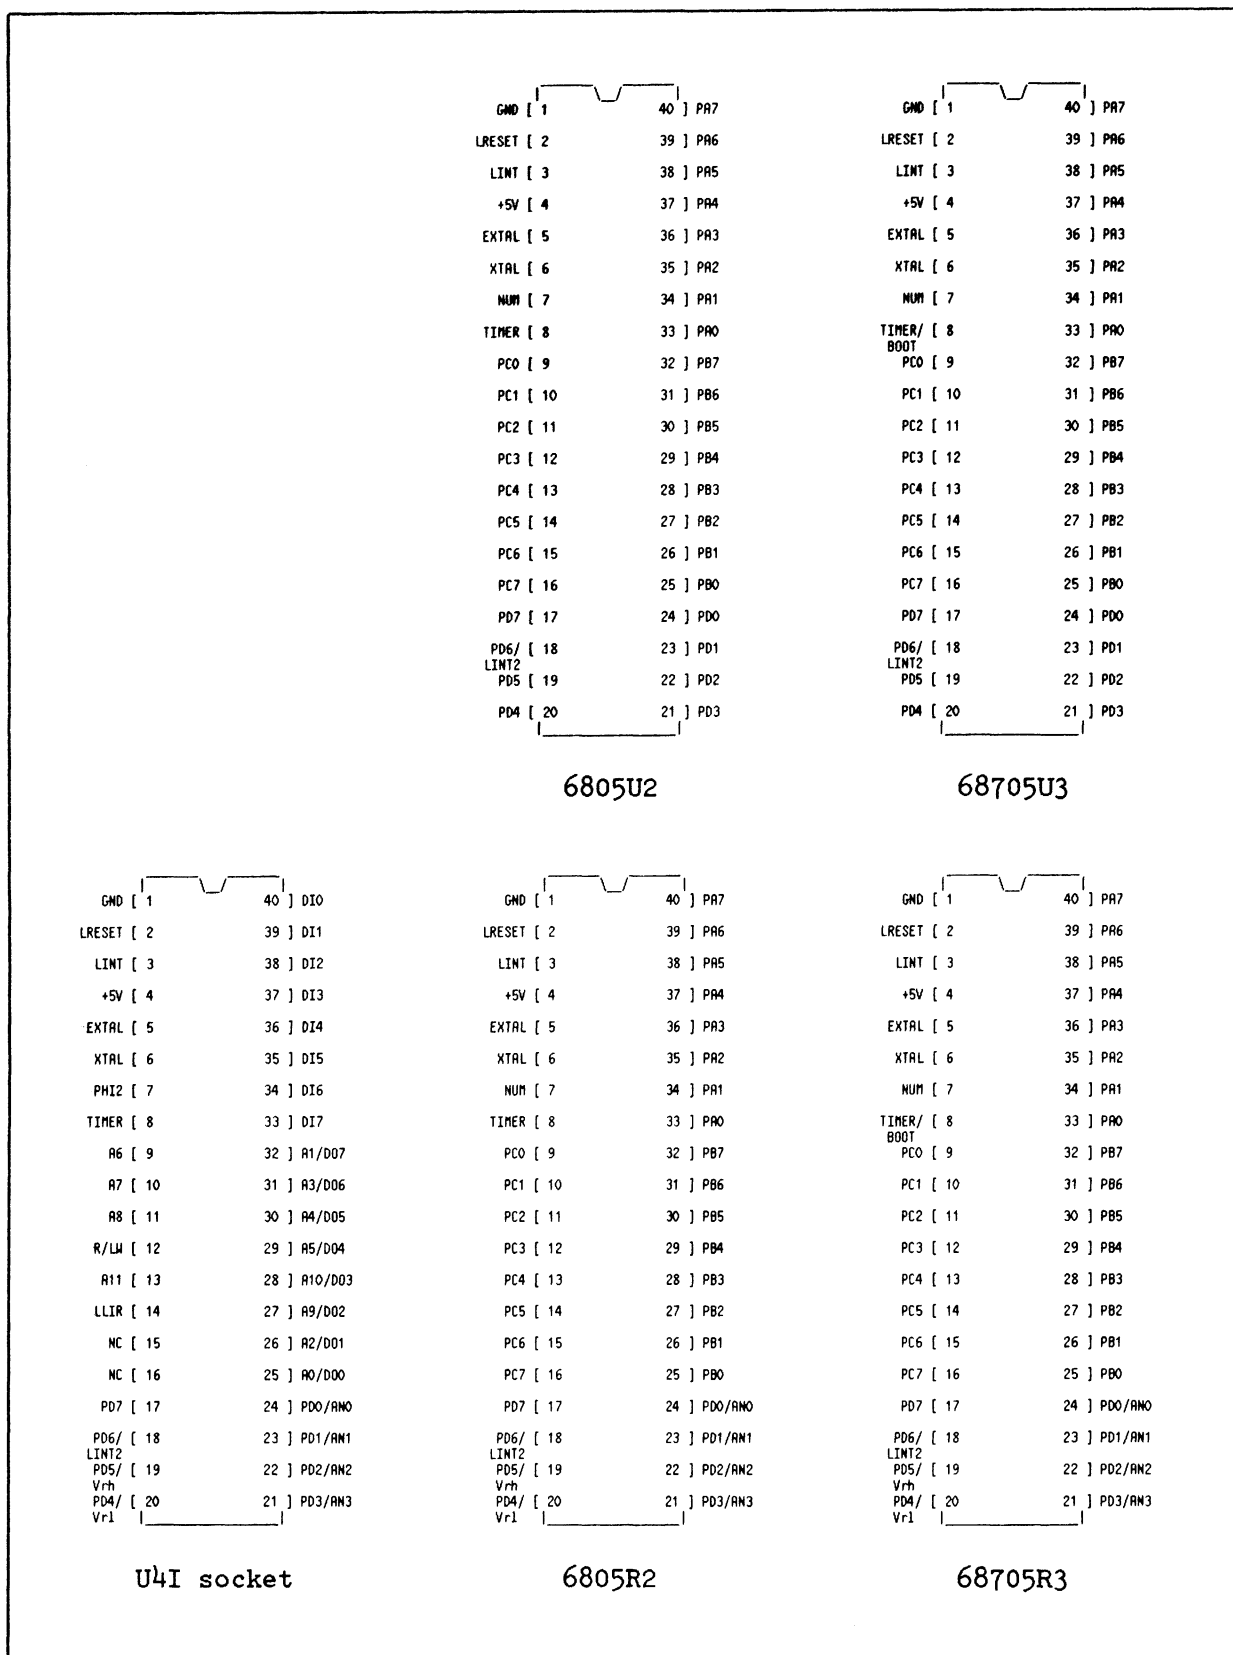 GND [ 1 40 ] PA7
LRESET [ 2 39 ] PA6
LINT [ 3 38 ] PA5
+5V [ 4 37 ] PA4
EXTAL [ 5 36 ] PA3
XTAL [ 6 35 ] PA2
NUM [ 7 34 ] PA1
TIMER [ 8 33 ] PA0
PC0 [ 9 32 ] PB7
PC1 [ 10 31 ] PB6
PC2 [ 11 30 ] PB5
PC3 [ 12 29 ] PB4
PC4 [ 13 28 ] PB3
PC5 [ 14 27 ] PB2
PC6 [ 15 26 ] PB1
PC7 [ 16 25 ] PB0
PD7 [ 17 24 ] PD0
PD6/ [ 18 23 ] PD1
LINT2
PD5 [ 19 22 ] PD2
PD4 [ 20 21 ] PD3
6805U2
GND [ 1 40 ] PA7
LRESET [ 2 39 ] PA6
LINT [ 3 38 ] PA5
+5V [ 4 37 ] PA4
EXTAL [ 5 36 ] PA3
XTAL [ 6 35 ] PA2
NUM [ 7 34 ] PA1
TIMER/ [ 8 33 ] PA0
BOOT
PC0 [ 9 32 ] PB7
PC1 [ 10 31 ] PB6
PC2 [ 11 30 ] PB5
PC3 [ 12 29 ] PB4
PC4 [ 13 28 ] PB3
PC5 [ 14 27 ] PB2
PC6 [ 15 26 ] PB1
PC7 [ 16 25 ] PB0
PD7 [ 17 24 ] PD0
PD6/ [ 18 23 ] PD1
LINT2
PD5 [ 19 22 ] PD2
PD4 [ 20 21 ] PD3
68705U3
GND [ 1 40 ] DI0
LRESET [ 2 39 ] DI1
LINT [ 3 38 ] DI2
+5V [ 4 37 ] DI3
EXTAL [ 5 36 ] DI4
XTAL [ 6 35 ] DI5
PHI2 [ 7 34 ] DI6
TIMER [ 8 33 ] DI7
A6 [ 9 32 ] A1/DO7
A7 [ 10 31 ] A3/DO6
A8 [ 11 30 ] A4/DO5
R/LW [ 12 29 ] A5/DO4
A11 [ 13 28 ] A10/DO3
LLIR [ 14 27 ] A9/DO2
NC [ 15 26 ] A2/DO1
NC [ 16 25 ] A0/DO0
PD7 [ 17 24 ] PD0/AN0
PD6/ [ 18 23 ] PD1/AN1
LINT2
PD5/ [ 19 22 ] PD2/AN2
Vrh
PD4/ [ 20 21 ] PD3/AN3
Vrl
U4I socket
GND [ 1 40 ] PA7
LRESET [ 2 39 ] PA6
LINT [ 3 38 ] PA5
+5V [ 4 37 ] PA4
EXTAL [ 5 36 ] PA3
XTAL [ 6 35 ] PA2
NUM [ 7 34 ] PA1
TIMER [ 8 33 ] PA0
PC0 [ 9 32 ] PB7
PC1 [ 10 31 ] PB6
PC2 [ 11 30 ] PB5
PC3 [ 12 29 ] PB4
PC4 [ 13 28 ] PB3
PC5 [ 14 27 ] PB2
PC6 [ 15 26 ] PB1
PC7 [ 16 25 ] PB0
PD7 [ 17 24 ] PD0/AN0
PD6/ [ 18 23 ] PD1/AN1
LINT2
PD5/ [ 19 22 ] PD2/AN2
Vrh
PD4/ [ 20 21 ] PD3/AN3
Vrl
6805R2
GND [ 1 40 ] PA7
LRESET [ 2 39 ] PA6
LINT [ 3 38 ] PA5
+5V [ 4 37 ] PA4
EXTAL [ 5 36 ] PA3
XTAL [ 6 35 ] PA2
NUM [ 7 34 ] PA1
TIMER/ [ 8 33 ] PA0
BOOT
PC0 [ 9 32 ] PB7
PC1 [ 10 31 ] PB6
PC2 [ 11 30 ] PB5
PC3 [ 12 29 ] PB4
PC4 [ 13 28 ] PB3
PC5 [ 14 27 ] PB2
PC6 [ 15 26 ] PB1
PC7 [ 16 25 ] PB0
PD7 [ 17 24 ] PD0/AN0
PD6/ [ 18 23 ] PD1/AN1
LINT2
PD5/ [ 19 22 ] PD2/AN2
Vrh
PD4/ [ 20 21 ] PD3/AN3
Vrl
68705R3